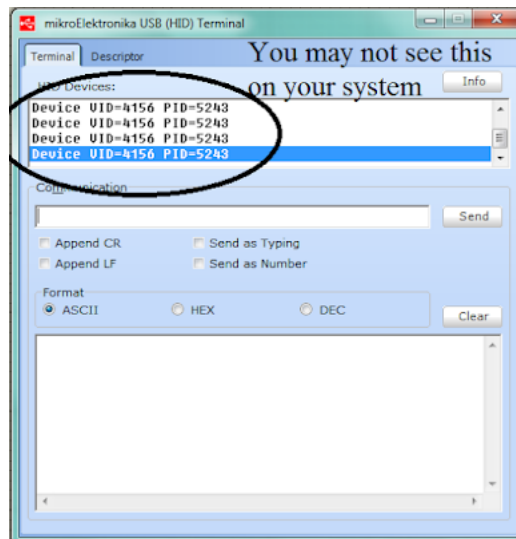 mikroElektronika USB (HID) Terminal
Terminal Descriptor
You may not see this
on your system
Info
Devices:
Device VID=4156 PID=5243
Device VID=4156 PID=5243
Device VID=4156 PID=5243
Device VID=4156 PID=5243
Communication
Send
Append CR
Send as Typing
Append LF
Send as Number
Format
ASCII
HEX
DEC
Clear